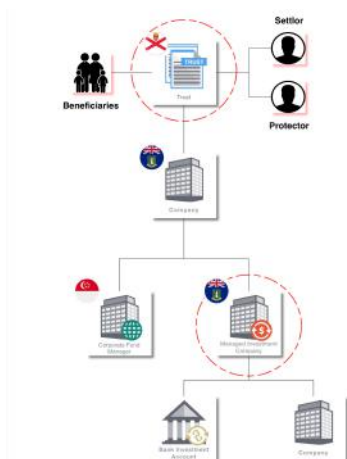 Settlor
TRUST
Trust
Beneficiaries
Protector
Company
Corporate Fund
Manager
Managed Investment
Company
Bank Investment
Account
Company